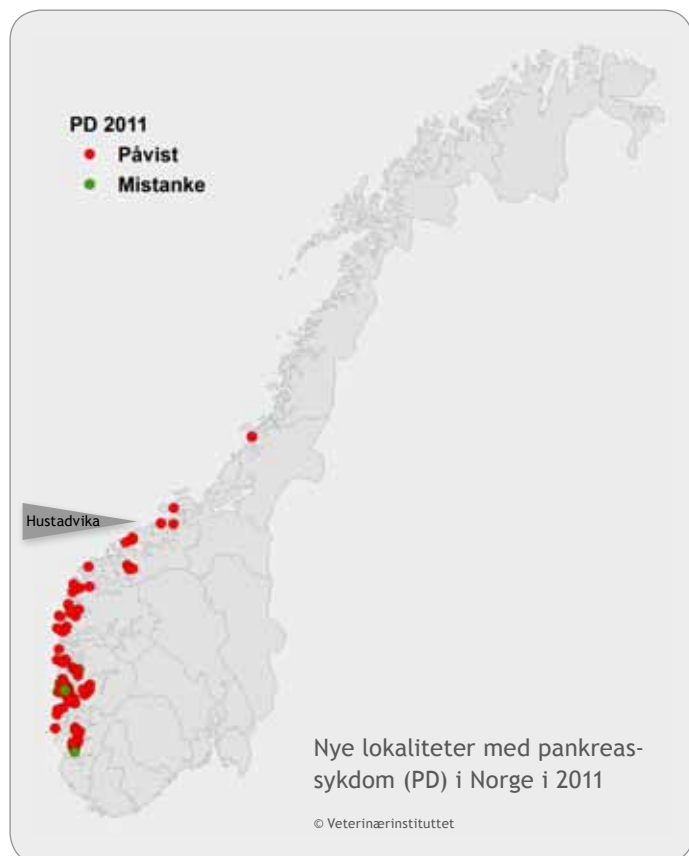 PD 2011
Påvist
Mistanke
Hustadvika
Nye lokaliteter med pankreas-
sykdom (PD) i Norge i 2011
© Veterinærinstituttet